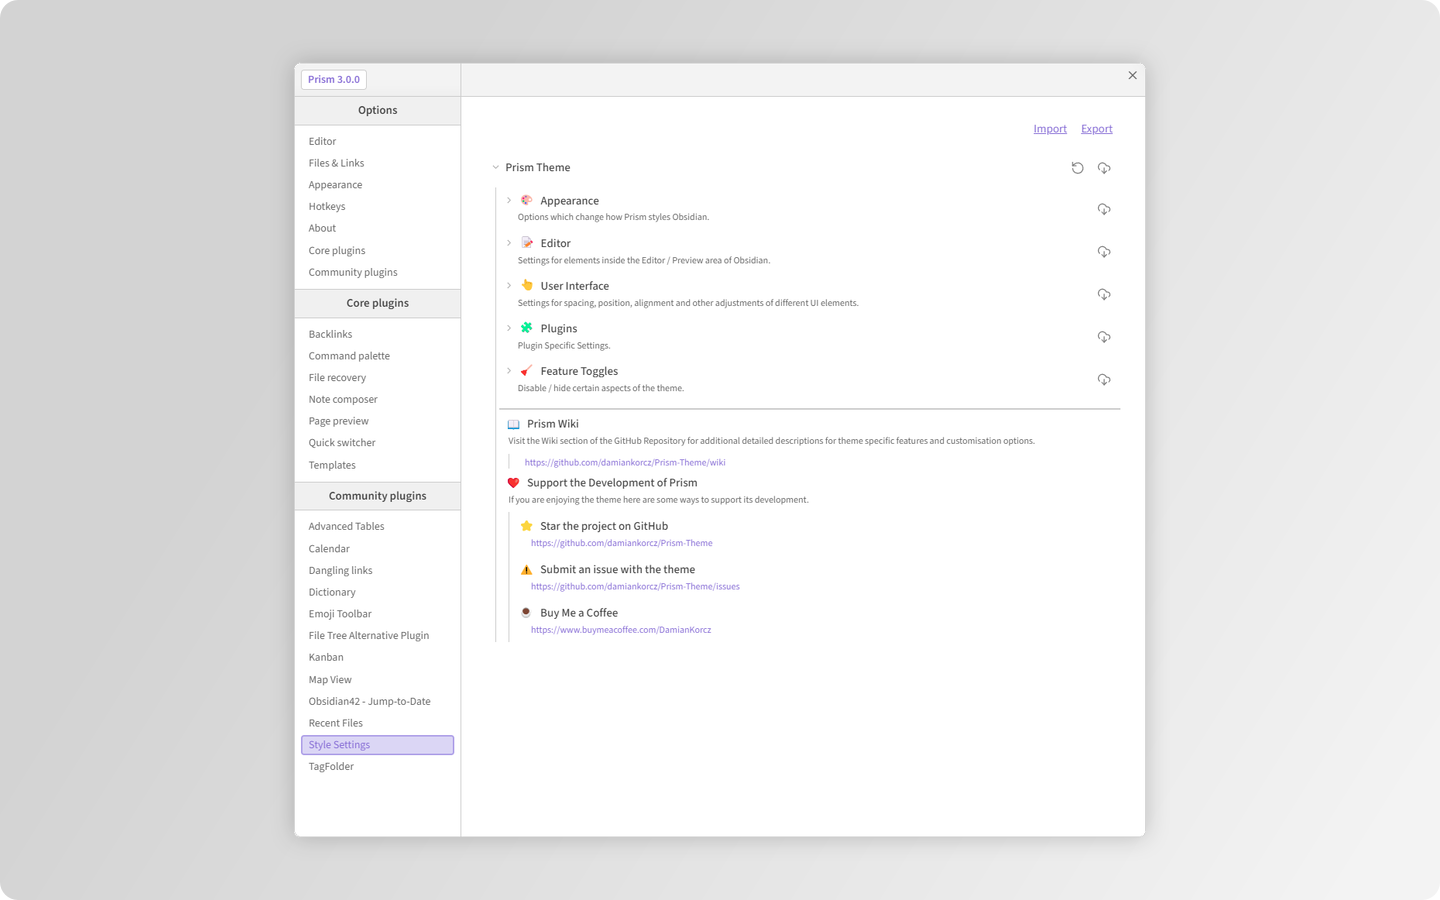 Prism 3.0.0
Options
Editor
Files & Links
Appearance
Hotkeys
About
Core plugins
Community plugins
Core plugins
Backlinks
Command palette
File recovery
Note composer
Page preview
Quick switcher
Templates
Community plugins
Advanced Tables
Calendar
Dangling links
Dictionary
Emoji Toolbar
File Tree Alternative Plugin
Kanban
Map View
Obsidian42 - Jump-to-Date
Recent Files
Style Settings
TagFolder
Import Export
Prism Theme
Appearance
Options which change how Prism styles Obsidian.
Editor
Settings for elements inside the Editor / Preview area of Obsidian.
User Interface
Settings for spacing, position, alignment and other adjustments of different UI elements.
Plugins
Plugin Specific Settings.
Feature Toggles
Disable / hide certain aspects of the theme.
Prism Wiki
Visit the Wiki section of the GitHub Repository for additional detailed descriptions for theme specific features and customisation options.
https://github.com/damiankorcz/Prism-Theme/wiki
Support the Development of Prism
If you are enjoying the theme here are some ways to support its development.
Star the project on GitHub
https://github.com/damiankorcz/Prism-Theme
Submit an issue with the theme
https://github.com/damiankorcz/Prism-Theme/issues
Buy Me a Coffee
https://www.buymeacoffee.com/DamianKorcz